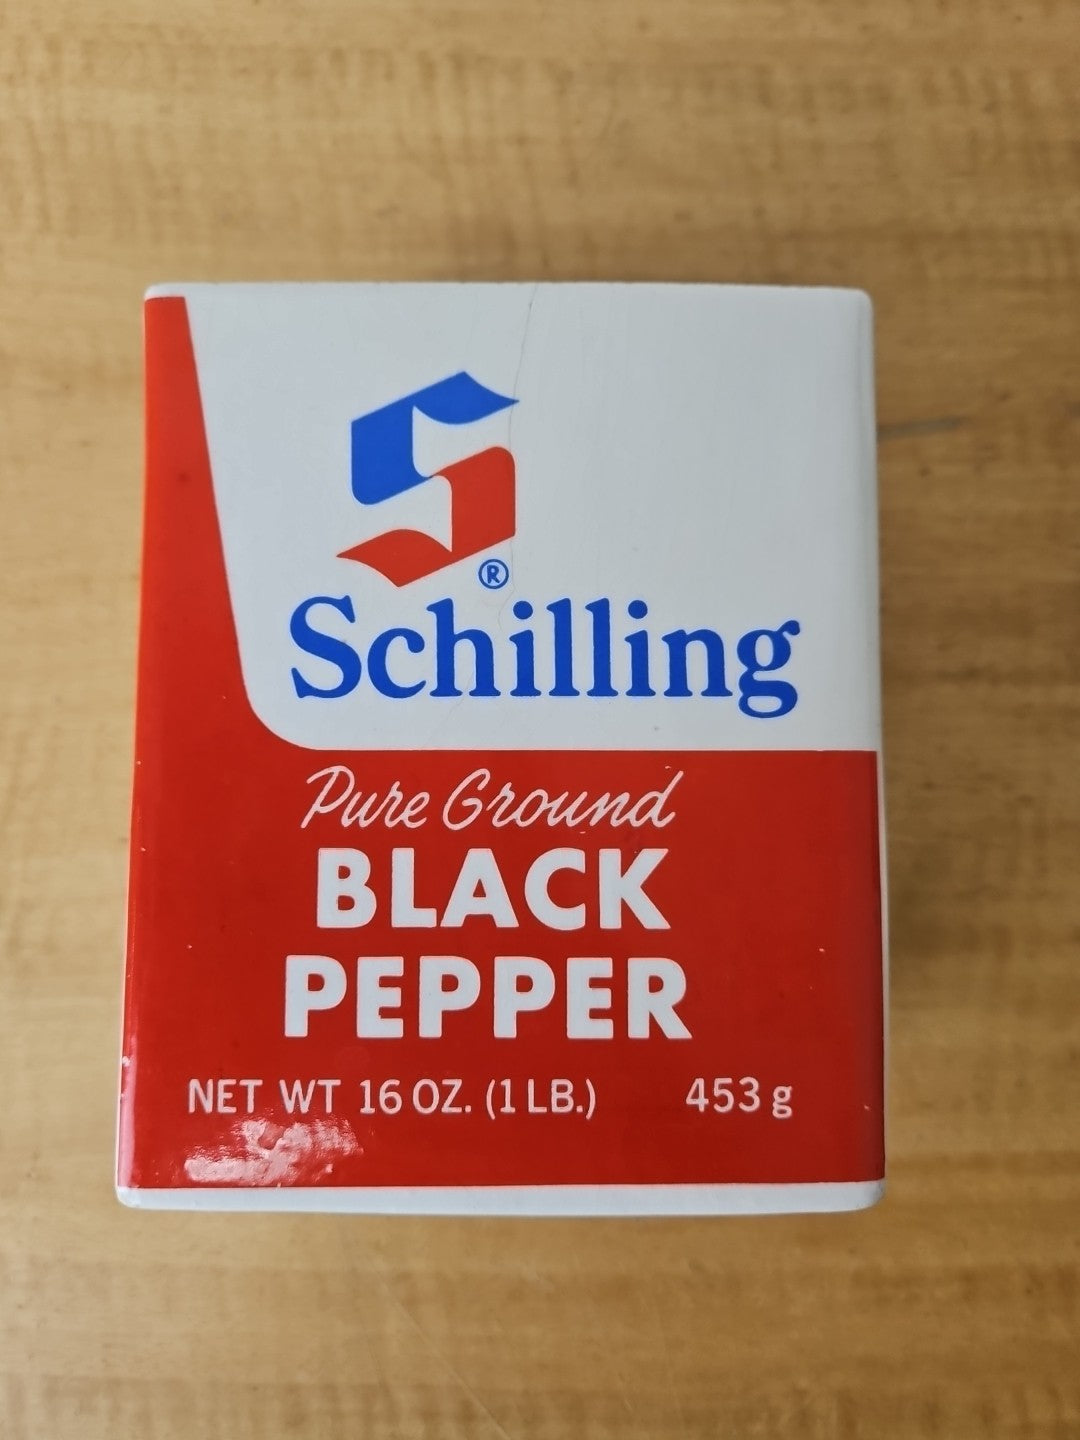 S
®
Schilling
Pure Ground
BLACK
PEPPER
NET WT 16 OZ. (1 LB.) 453 g